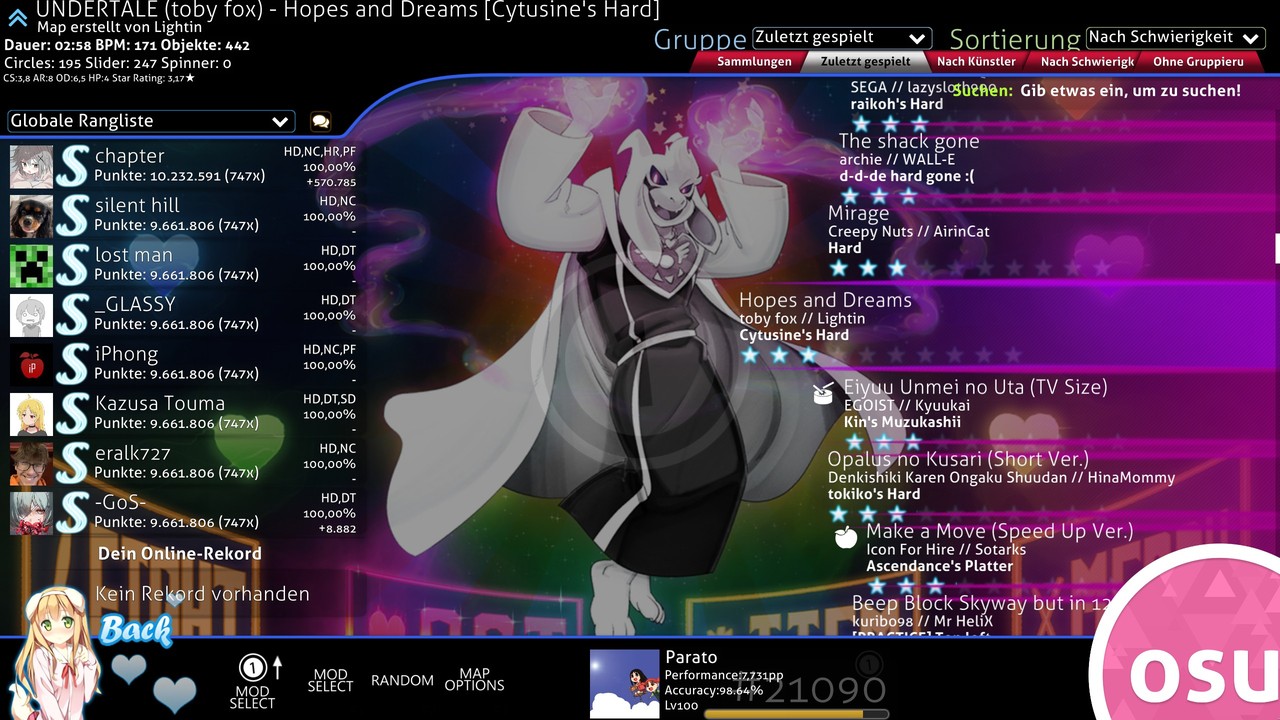 UNDERTALE (toby fox) - Hopes and Dreams [Cytusine's Hard]
Map erstellt von Lightin
Dauer: 02:58 BPM: 171 Objekte: 442
Circles: 195 Slider: 247 Spinner: 0
CS:3,8 AR:8 OD:6,5 HP:4 Star Rating: 3,17★
Gruppe Zuletzt gespielt
Sortierung Nach Schwierigkeit
Sammlungen
Zuletzt gespielt
Nach Künstler
Nach Schwierigk
Ohne Gruppieru
Suchen: Gib etwas ein, um zu suchen!
Globale Rangliste
chapter
Punkte: 10.232.591 (747x)
HD,NC,HR,PF
100,00%
+570.785
silent hill
Punkte: 9.661.806 (747x)
HD,NC
100,00%
-
lost man
Punkte: 9.661.806 (747x)
HD,DT
100,00%
-
_GLASSY
Punkte: 9.661.806 (747x)
HD,DT
100,00%
-
iPhong
Punkte: 9.661.806 (747x)
HD,NC,PF
100,00%
-
iP
Kazusa Touma
Punkte: 9.661.806 (747x)
HD,DT,SD
100,00%
-
eralk727
Punkte: 9.661.806 (747x)
HD,NC
100,00%
-
-GoS-
Punkte: 9.661.806 (747x)
HD,DT
100,00%
+8.882
Dein Online-Rekord
Kein Rekord vorhanden
SEGA //
raikoh's Hard
The shack gone
archie // WALL-E
d-d-de hard gone :(
Mirage
Creepy Nuts // AirinCat
Hard
Hopes and Dreams
toby fox // Lightin
Cytusine's Hard
Eiyuu Unmei no Uta (TV Size)
EGOIST // Kyuukai
Kin's Muzukashii
Opalus no Kusari (Short Ver.)
Denkishiki Karen Ongaku Shuudan // HinaMommy
tokiko's Hard
Make a Move (Speed Up Ver.)
Icon For Hire // Sotarks
Ascendance's Platter
Beep Block Skyway but in 12
kuribo98 // Mr HeliX
Back
1
MOD
SELECT
MOD
SELECT
RANDOM
MAP
OPTIONS
Parato
Performance:7.731pp
Accuracy:98.64%
Lv100
#21090
1
osu